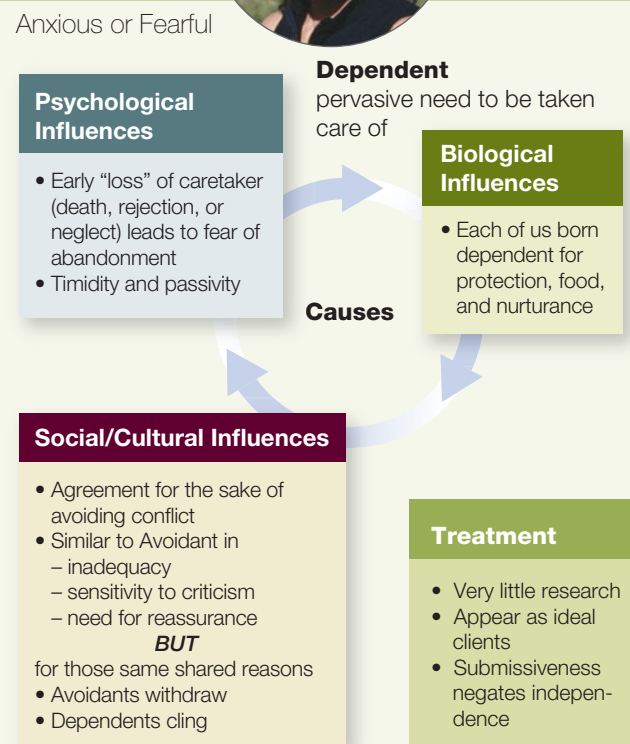 Anxious or Fearful
Dependent
pervasive need to be taken
care of
Psychological
Influences
• Early “loss” of caretaker
(death, rejection, or
neglect) leads to fear of
abandonment
• Timidity and passivity
Biological
Influences
• Each of us born
dependent for
protection, food,
and nurturance
Causes
Social/Cultural Influences
• Agreement for the sake of
avoiding conflict
• Similar to Avoidant in
– inadequacy
– sensitivity to criticism
– need for reassurance
BUT
for those same shared reasons
• Avoidants withdraw
• Dependents cling
Treatment
• Very little research
• Appear as ideal
clients
• Submissiveness
negates indepen-
dence